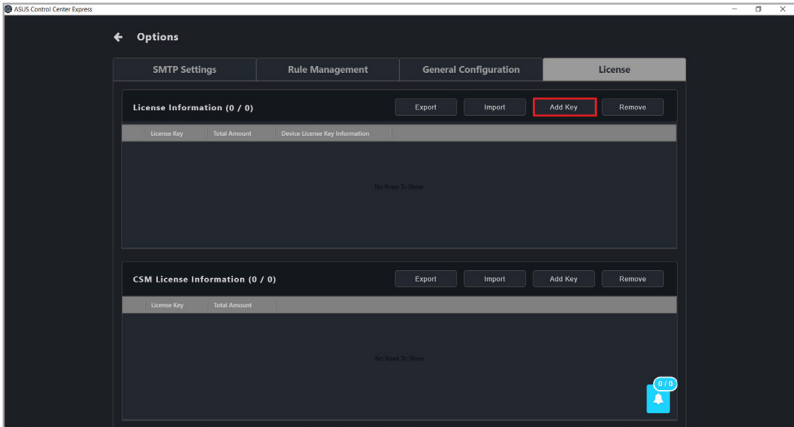 ASUS Control Center Express
Options
SMTP Settings Rule Management General Configuration License
License Information (0 / 0) Export Import Add Key Remove
License Key Total Amount Device License Key Information
No Rows To Show
CSM License Information (0 / 0) Export Import Add Key Remove
License Key Total Amount
No Rows To Show
0 / 0